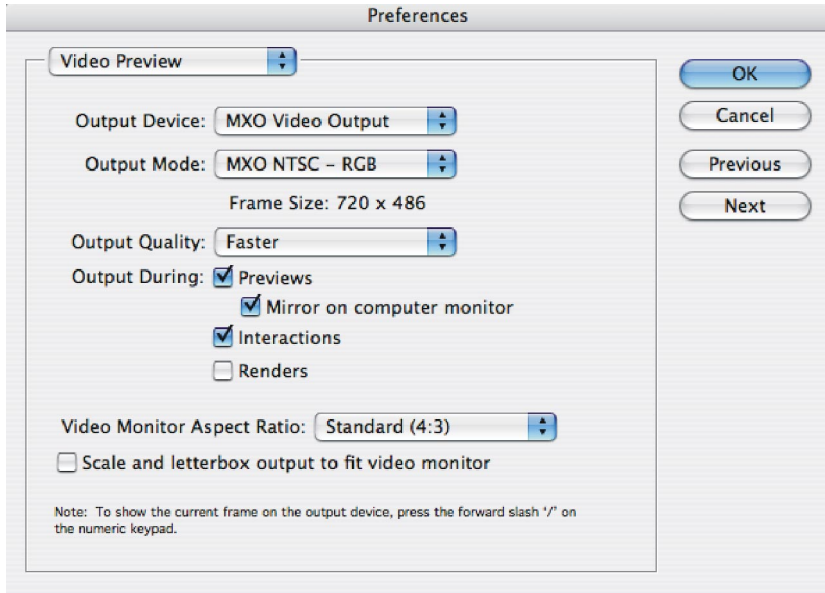 Preferences
Video Preview
OK
Output Device: MXO Video Output
Cancel
Output Mode: MXO NTSC – RGB
Previous
Frame Size: 720 x 486
Next
Output Quality: Faster
Output During: Previews
Mirror on computer monitor
Interactions
Renders
Video Monitor Aspect Ratio: Standard (4:3)
Scale and letterbox output to fit video monitor
Note: To show the current frame on the output device, press the forward slash ‘/’ on
the numeric keypad.